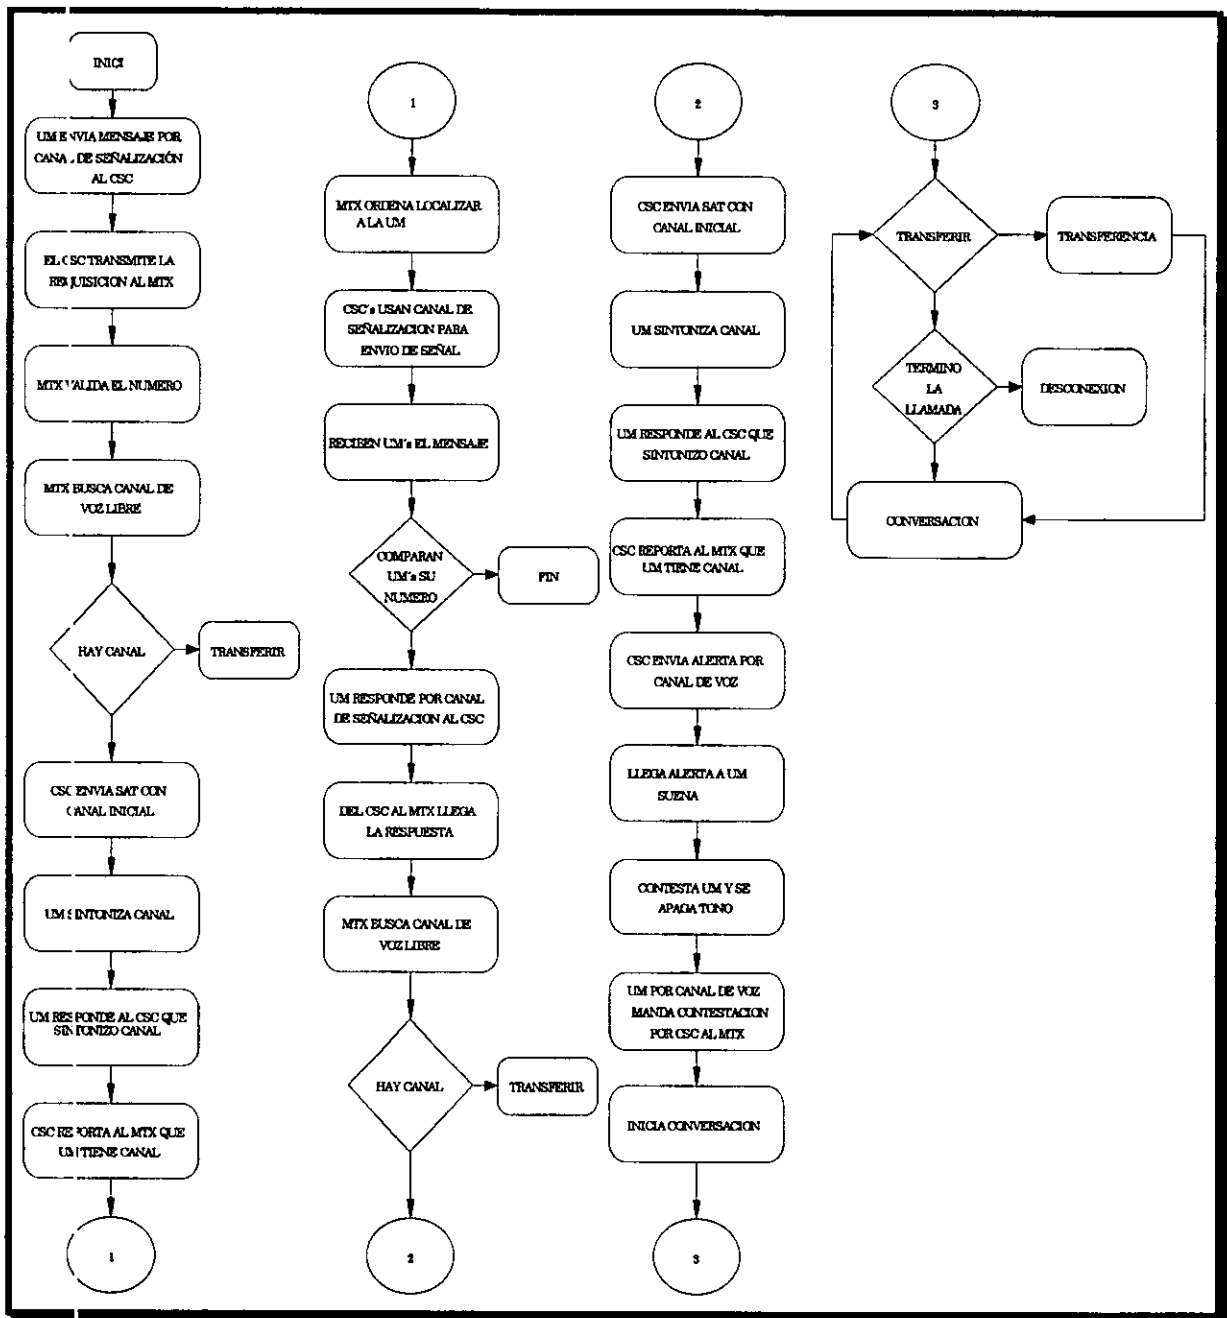 INICI
UM ENVIA MENSAJE POR
CANAL DE SEÑALIZACIÓN
AL CSC
EL CSC TRANSMITE LA
REQUISICION AL MTX
MTX VALIDA EL NUMERO
MTX BUSCA CANAL DE
VOZ LIBRE
HAY CANAL
TRANSFERIR
CSC ENVIA SAT CON
CANAL INICIAL
UM SINTONIZA CANAL
UM RESPONDE AL CSC QUE
SINTONIZO CANAL
CSC REPORTA AL MTX QUE
UM TIENE CANAL
1
1
MTX ORDENA LOCALIZAR
A LA UM
CSC's USAN CANAL DE
SEÑALIZACION PARA
ENVIO DE SEÑAL
RECIBEN UM's EL MENSAJE
COMPARAN
UM's SU
NUMERO
FIN
UM RESPONDE POR CANAL
DE SEÑALIZACION AL CSC
DEL CSC AL MTX LLEGA
LA RESPUESTA
MTX BUSCA CANAL DE
VOZ LIBRE
HAY CANAL
TRANSFERIR
2
2
CSC ENVIA SAT CON
CANAL INICIAL
UM SINTONIZA CANAL
UM RESPONDE AL CSC QUE
SINTONIZO CANAL
CSC REPORTA AL MTX QUE
UM TIENE CANAL
CSC ENVIA ALERTA POR
CANAL DE VOZ
LLEGA ALERTA A UM
SUENA
CONTESTA UM Y SE
APAGA TONO
UM POR CANAL DE VOZ
MANDA CONTESTACION
POR CSC AL MTX
INICIA CONVERSACION
3
3
TRANSFERIR
TRANSFERENCIA
TERMINO
LA
LLAMADA
DESCONEXION
CONVERSACION